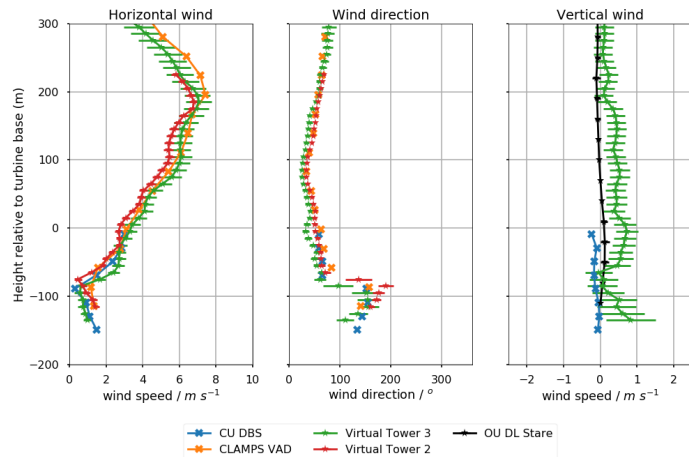 Horizontal wind
Wind direction
Vertical wind
Height relative to turbine base (m)
300
200
100
0
−100
−200
0 2 4 6 8 10
wind speed / m s⁻¹
0 100 200 300
wind direction / °
−2 −1 0 1 2
wind speed / m s⁻¹
CU DBS
CLAMPS VAD
Virtual Tower 3
Virtual Tower 2
OU DL Stare